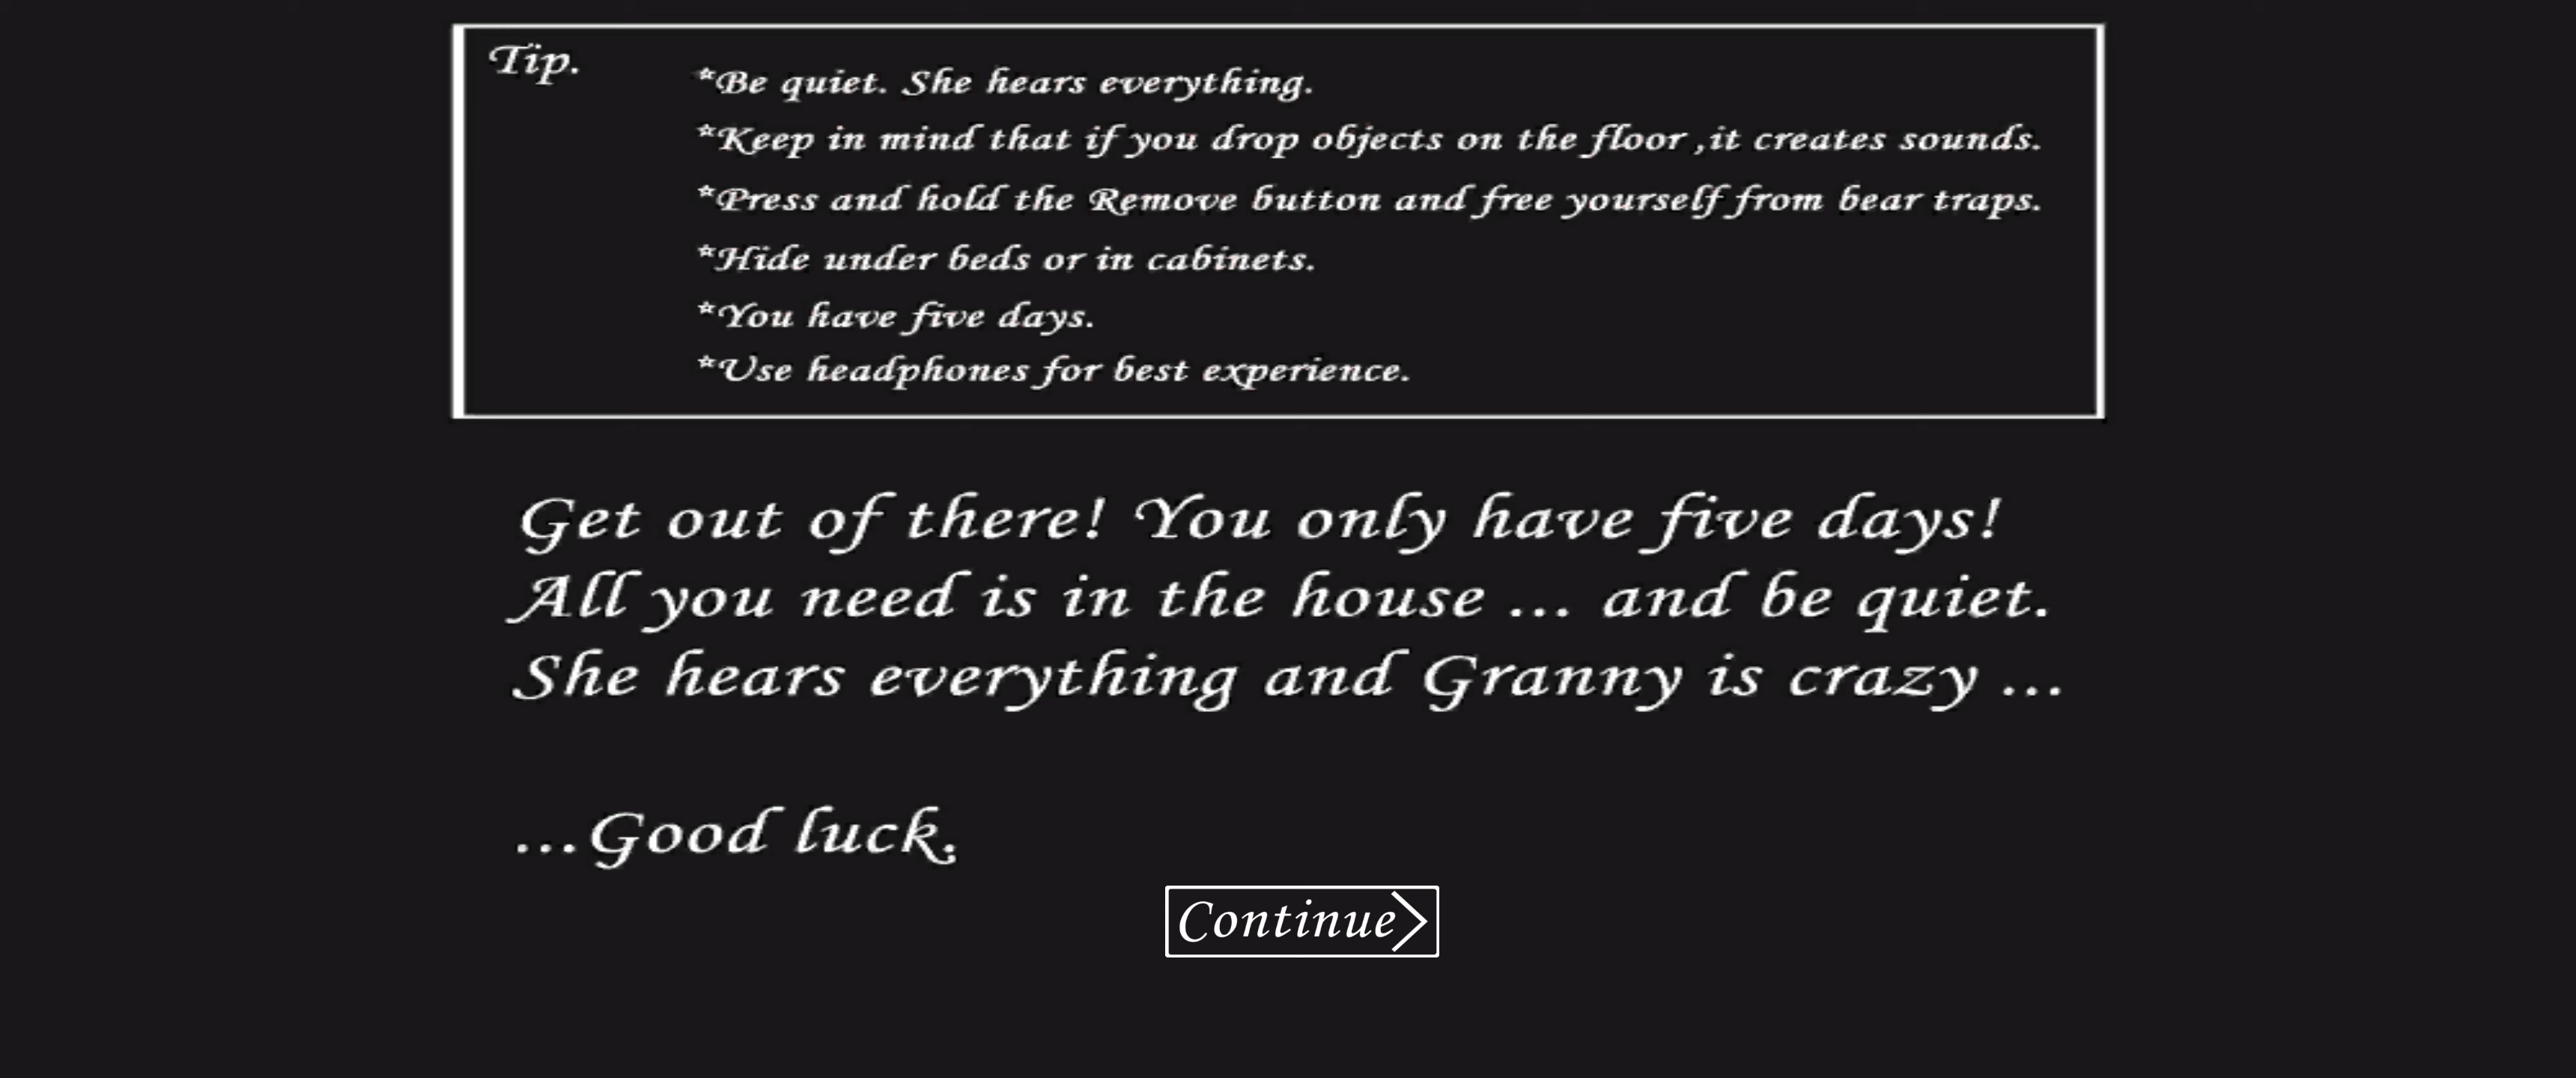 Tip.
*Be quiet. She hears everything.
*Keep in mind that if you drop objects on the floor ,it creates sounds.
*Press and hold the Remove button and free yourself from bear traps.
*Hide under beds or in cabinets.
*You have five days.
*Use headphones for best experience.
Get out of there! You only have five days!
All you need is in the house ... and be quiet.
She hears everything and Granny is crazy ...
...Good luck.
Continue>